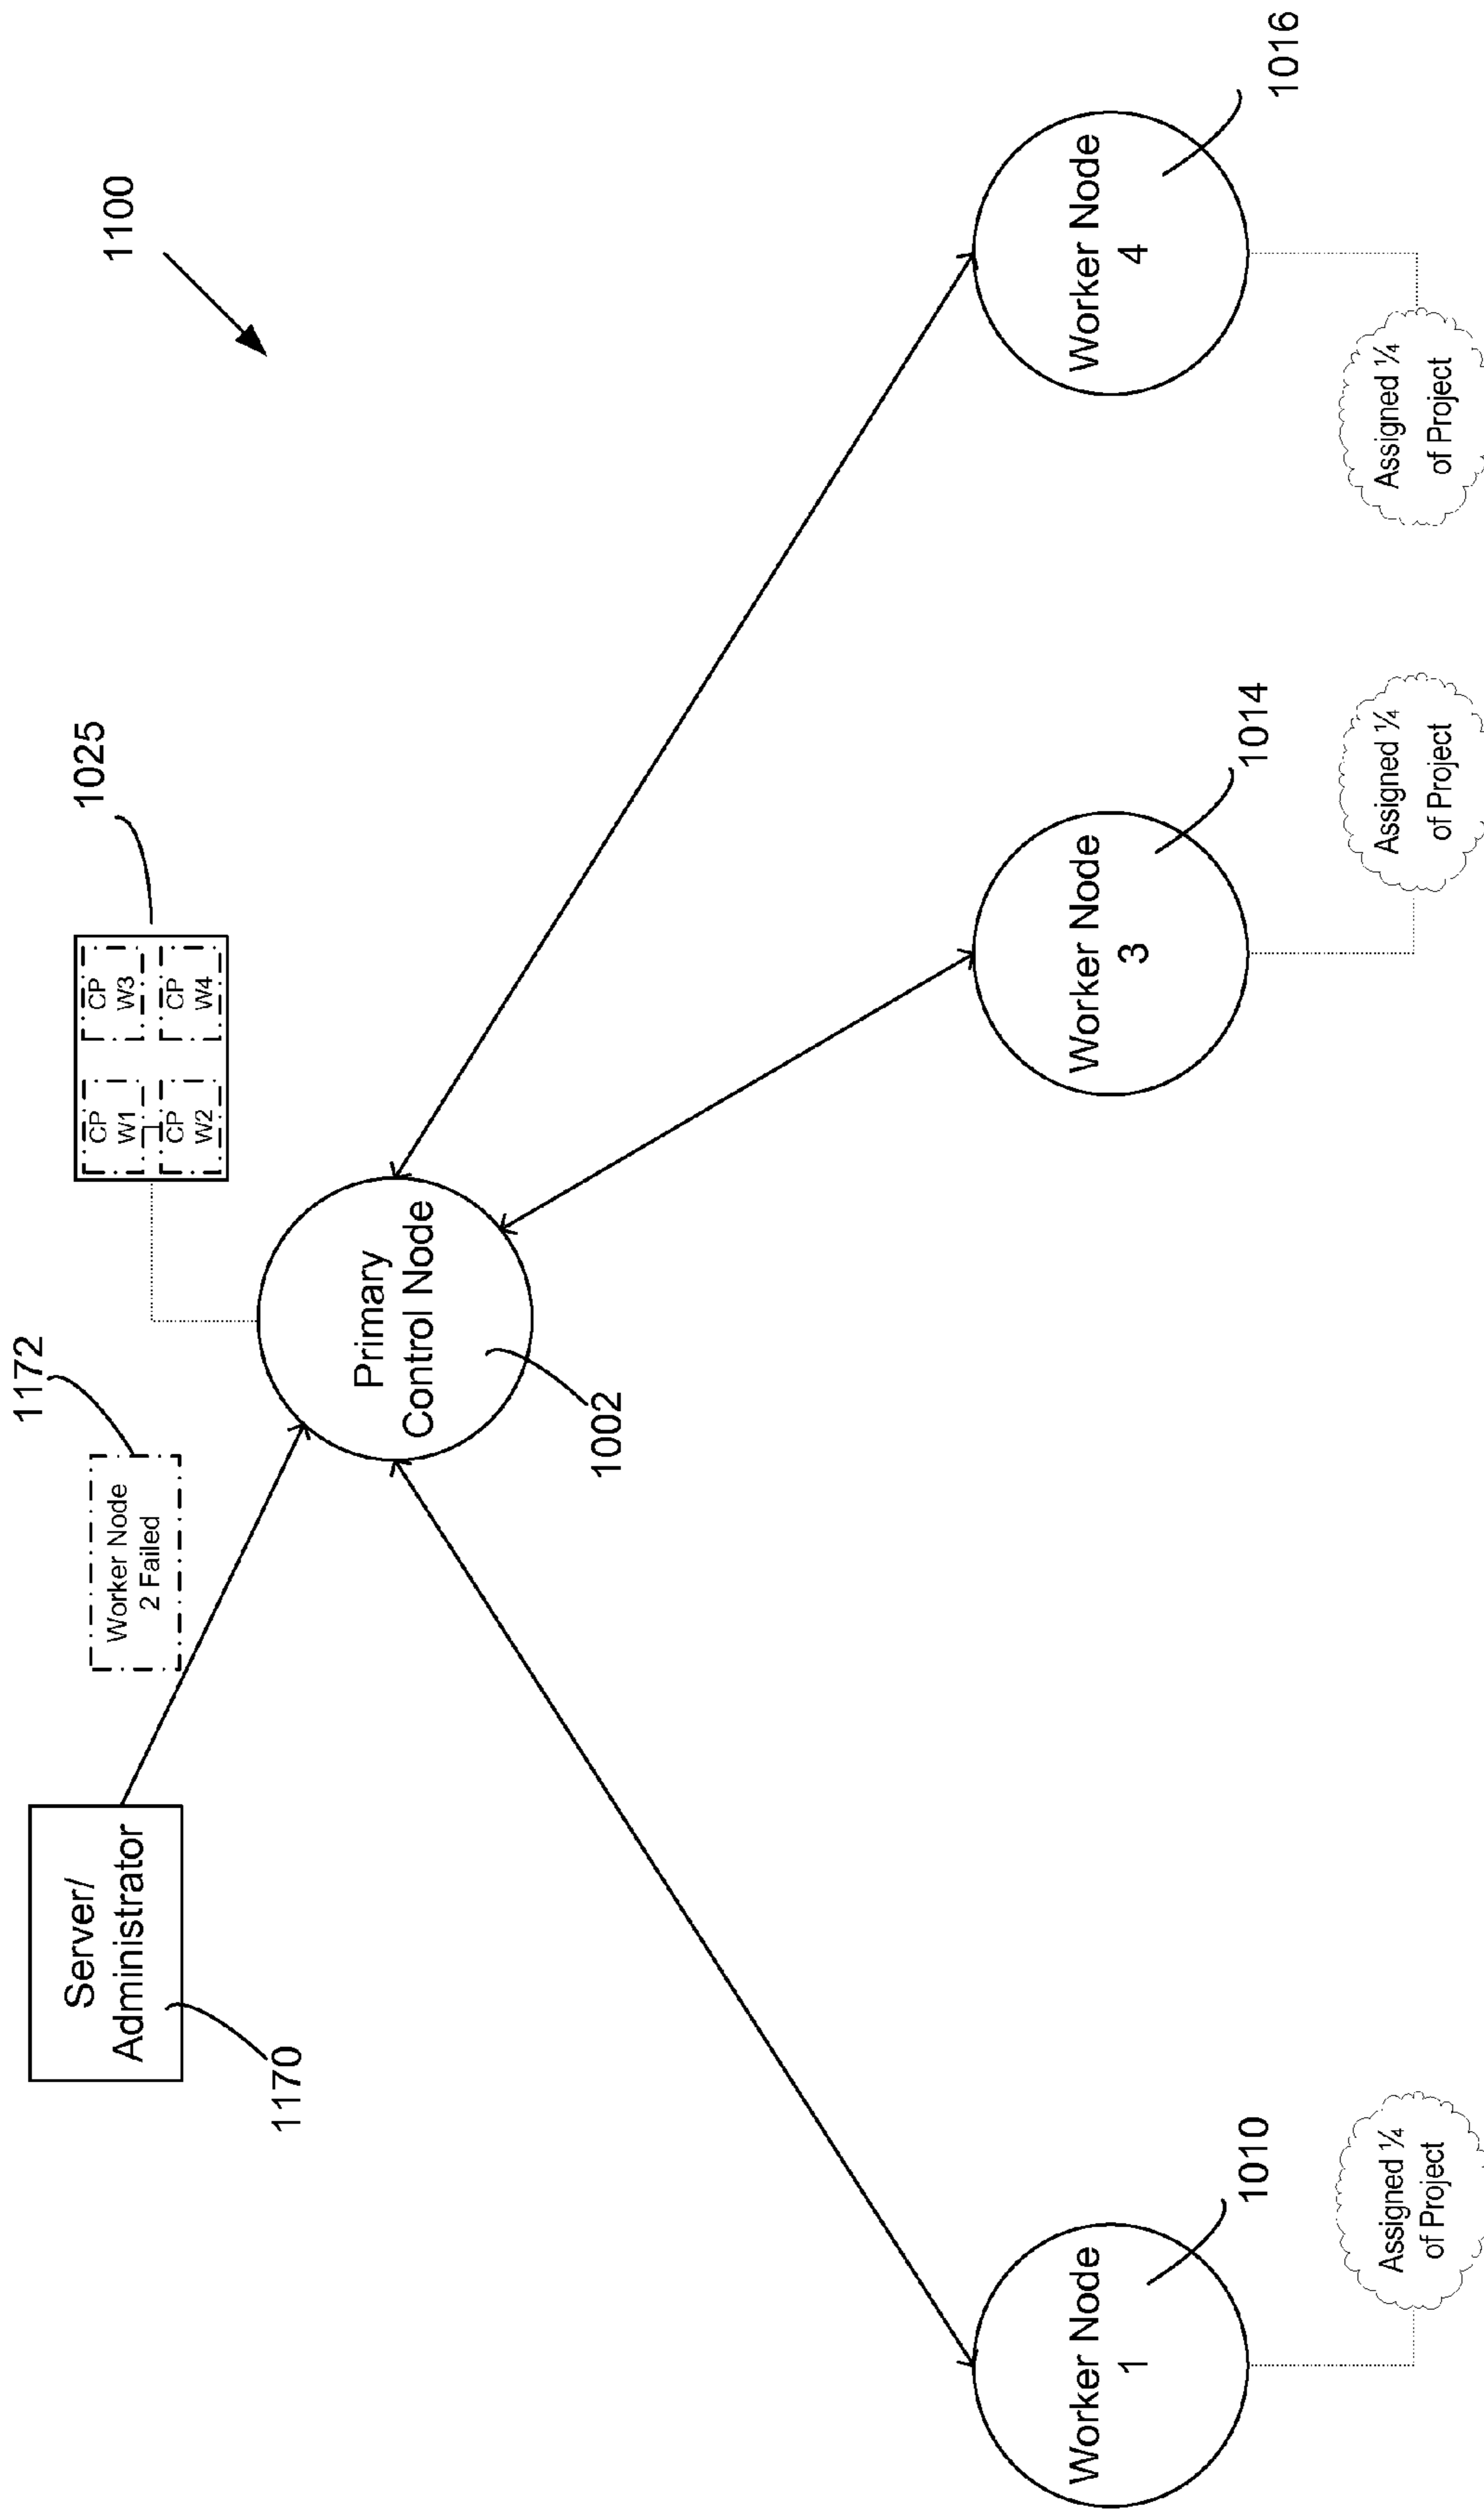 1100
1172
1025
Server/
Administrator
1170
Worker Node
2 Failed
CP
W1
CP
W3
CP
W2
CP
W4
Primary
Control Node
1002
Worker Node
1
1010
Worker Node
3
1014
Worker Node
4
1016
Assigned ¼
of Project
Assigned ¼
of Project
Assigned ¼
of Project